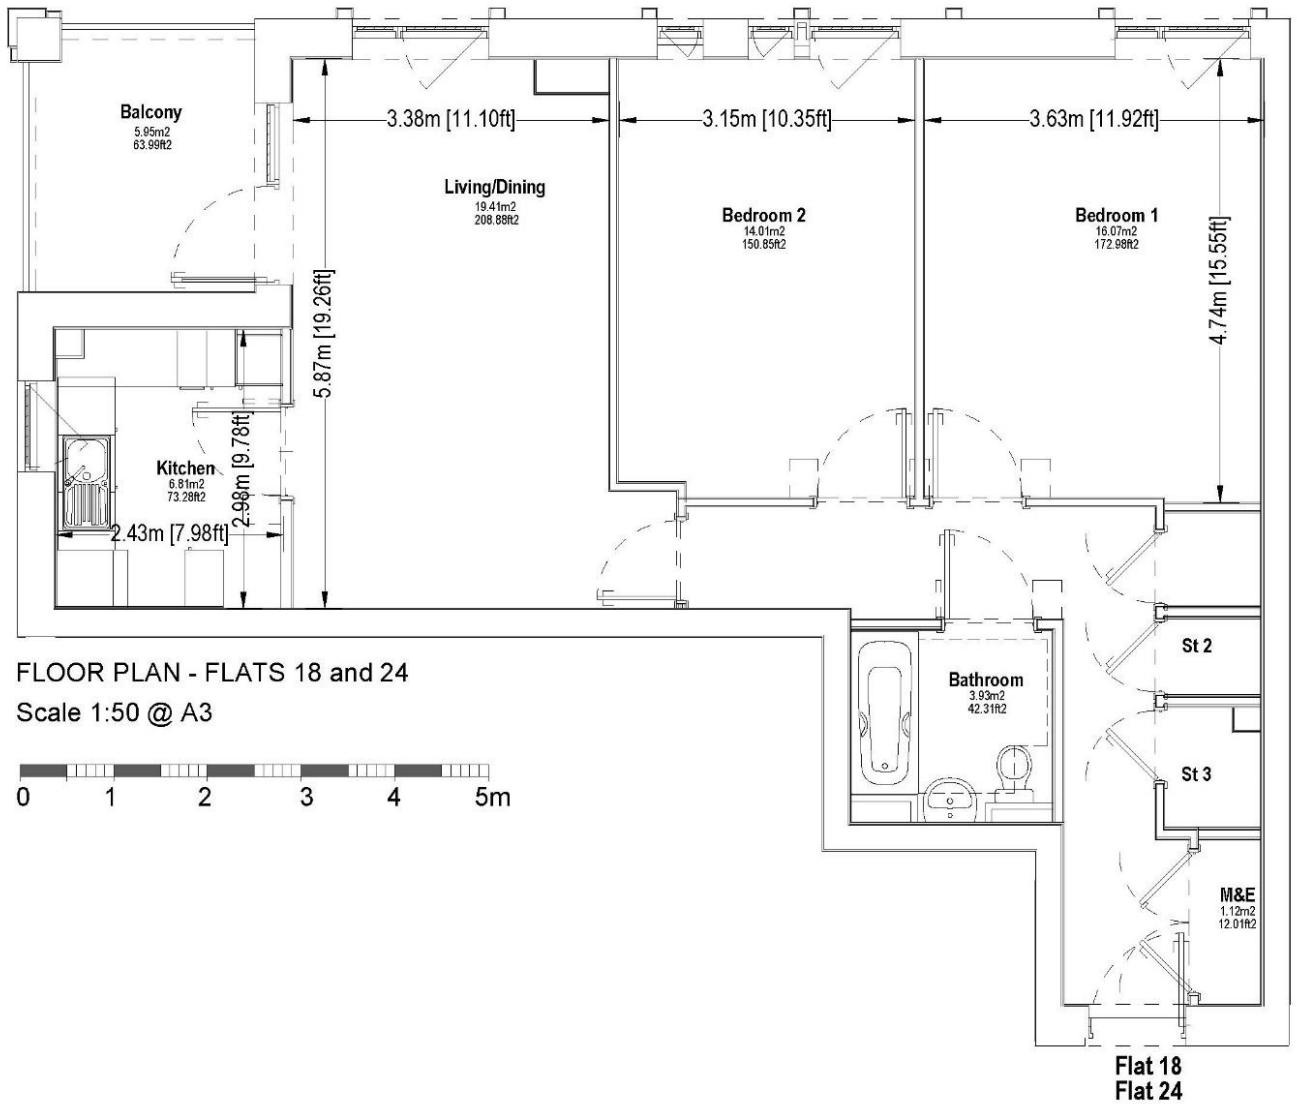 Balcony
5.95m2
63.99ft2
3.38m [11.10ft]
3.15m [10.35ft]
3.63m [11.92ft]
Living/Dining
19.41m2
208.88ft2
Bedroom 2
14.01m2
150.85ft2
Bedroom 1
16.07m2
172.98ft2
5.87m [19.26ft]
4.74m [15.55ft]
Kitchen
6.81m2
73.28ft2
2.98m [9.78ft]
2.43m [7.98ft]
St 2
Bathroom
3.93m2
42.31ft2
St 3
M&E
1.12m2
12.01ft2
FLOOR PLAN - FLATS 18 and 24
Scale 1:50 @ A3
0 1 2 3 4 5m
Flat 18
Flat 24